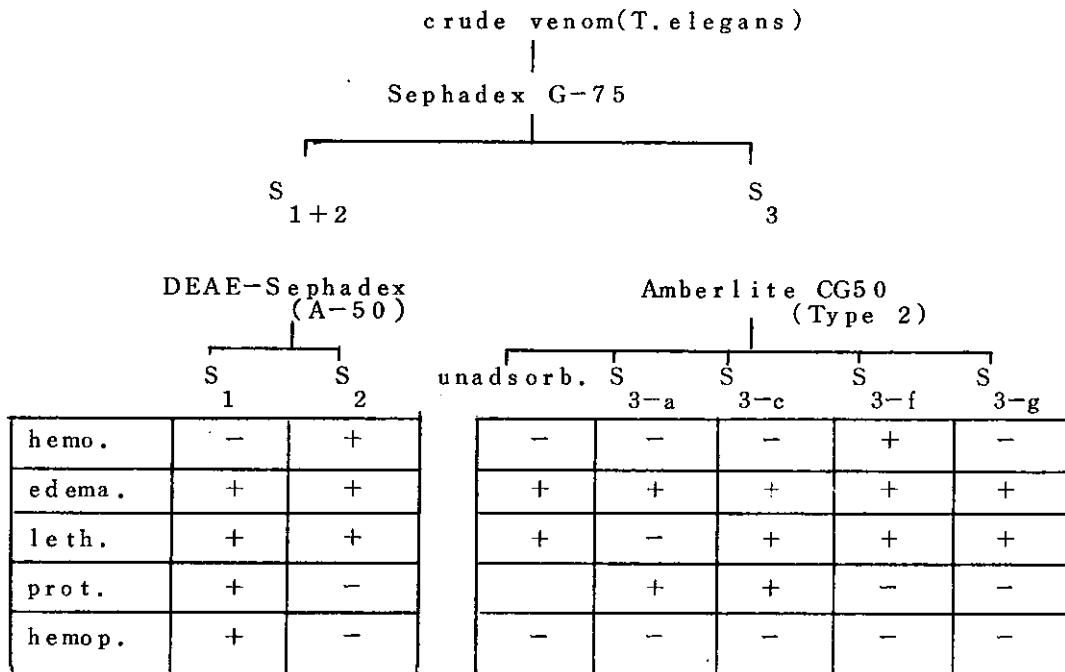 crude venom(T.elegans)
Sephadex G-75
S1+2 S3
DEAE-Sephadex Amberlite CG50
(A-50) (Type 2)
S1 S2 unadsorb. S3-a S3-c S3-f S3-g
hemo. - + - - - + -
edema. + + + + + + +
leth. + + + - + + +
prot. + - + + - -
hemop. + - - - - - -